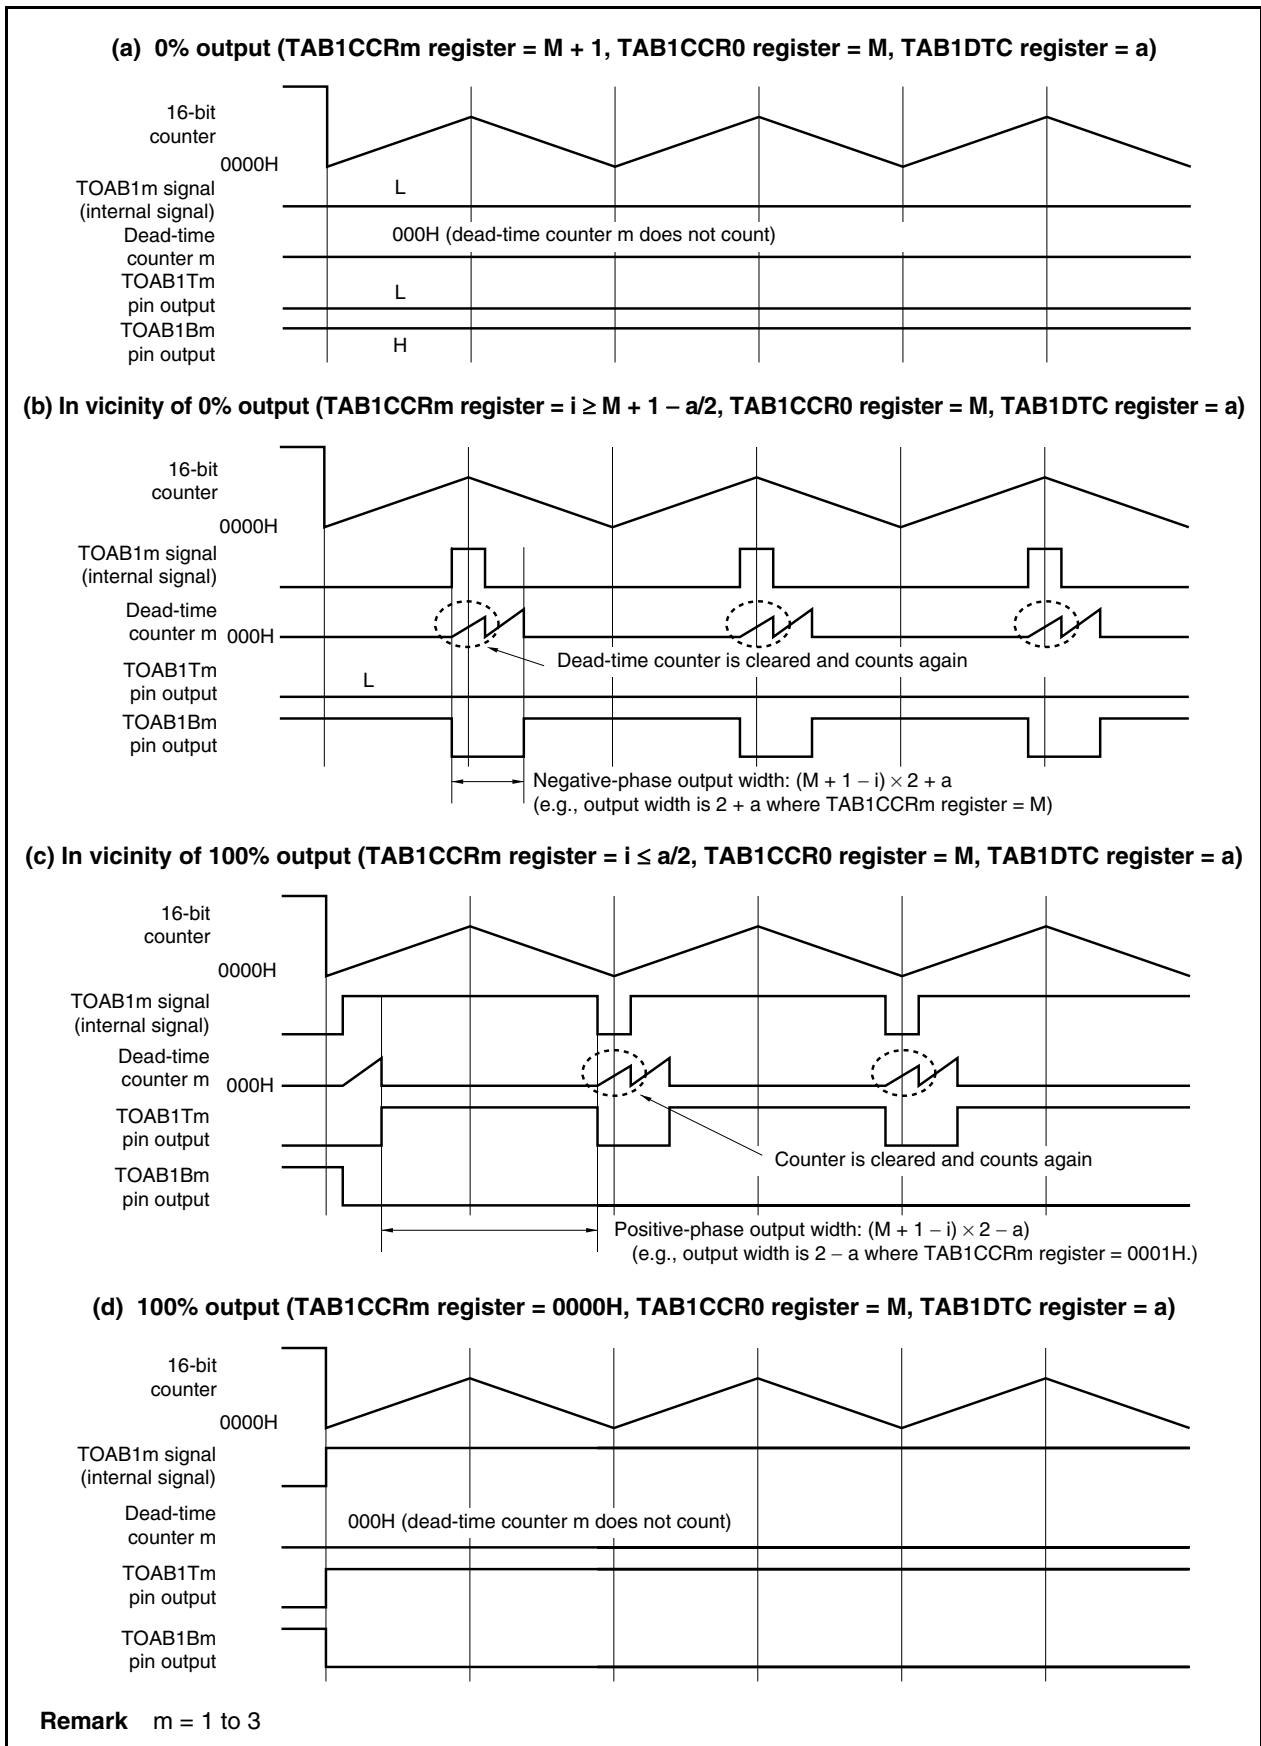 (a) 0% output (TAB1CCRm register = M + 1, TAB1CCR0 register = M, TAB1DTC register = a)
16-bit
counter
0000H
TOAB1m signal
(internal signal)
L
Dead-time
counter m
000H (dead-time counter m does not count)
TOAB1Tm
pin output
L
TOAB1Bm
pin output
H
(b) In vicinity of 0% output (TAB1CCRm register = i ≥ M + 1 − a/2, TAB1CCR0 register = M, TAB1DTC register = a)
16-bit
counter
0000H
TOAB1m signal
(internal signal)
Dead-time
counter m
000H
Dead-time counter is cleared and counts again
TOAB1Tm
pin output
L
TOAB1Bm
pin output
Negative-phase output width: (M + 1 − i) × 2 + a
(e.g., output width is 2 + a where TAB1CCRm register = M)
(c) In vicinity of 100% output (TAB1CCRm register = i ≤ a/2, TAB1CCR0 register = M, TAB1DTC register = a)
16-bit
counter
0000H
TOAB1m signal
(internal signal)
Dead-time
counter m
000H
TOAB1Tm
pin output
Counter is cleared and counts again
TOAB1Bm
pin output
Positive-phase output width: (M + 1 − i) × 2 − a)
(e.g., output width is 2 − a where TAB1CCRm register = 0001H.)
(d) 100% output (TAB1CCRm register = 0000H, TAB1CCR0 register = M, TAB1DTC register = a)
16-bit
counter
0000H
TOAB1m signal
(internal signal)
Dead-time
counter m
000H (dead-time counter m does not count)
TOAB1Tm
pin output
TOAB1Bm
pin output
Remark m = 1 to 3